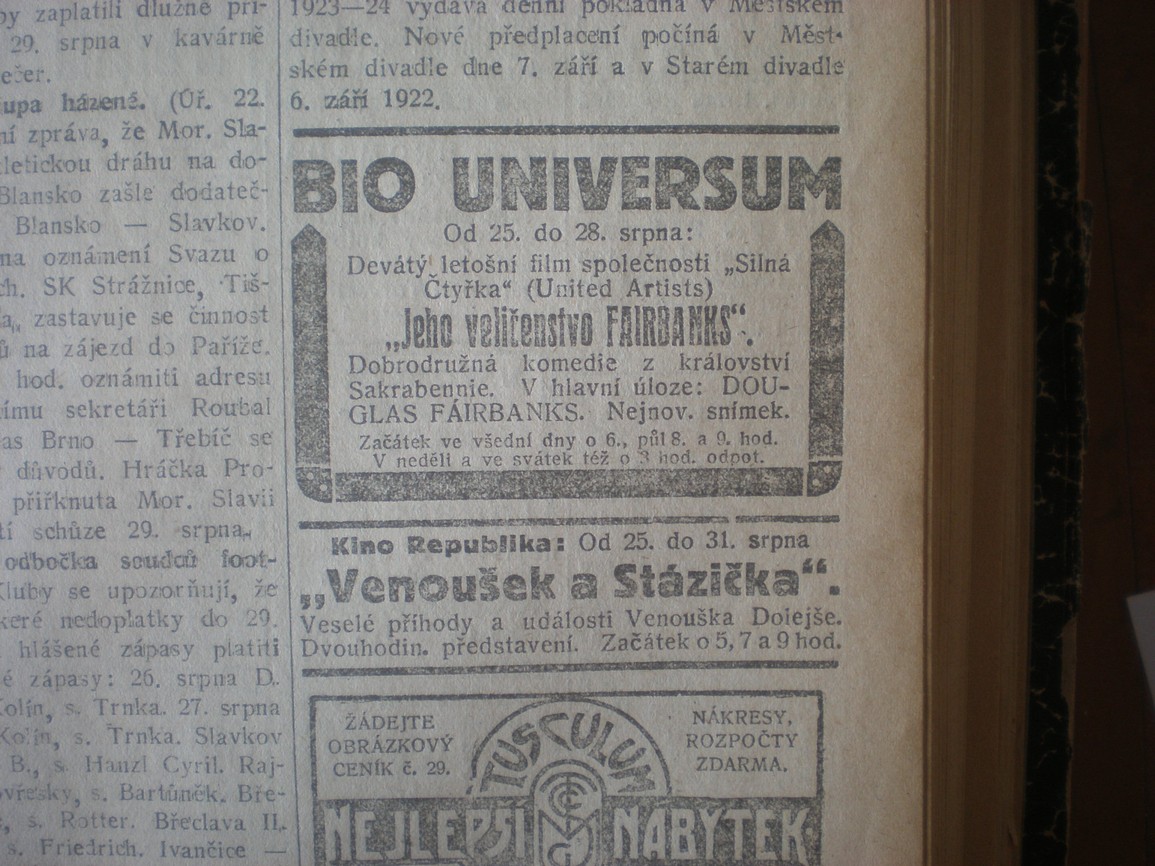 by zaplatili dlužné pří-
29. srpna v kavárně
ečer.
upa házené. (Úř. 22.
ní zpráva, že Mor. Sla-
letickou dráhu na do-
Blansko zašle dodateč-
Blansko — Slavkov.
na oznámení Svazu o
ch. SK Strážnice, Tiš-
zastavuje se činnost
ů na zájezd do Paříže.
hod. oznámiti adresu
ímu sekretáři Roubal
as Brno — Třebíč se
důvodů. Hráčka Pro-
přiřknuta Mor. Slavii
tí schůze 29. srpna.
odbočka soudců foot-
Kluby se upozorňují, že
keré nedoplatky do 29.
hlášené zápasy platiti
é zápasy: 26. srpna D.
Kolín, s. Trnka. 27. srpna
Kolín, s. Trnka. Slavkov
B., s. Hanzl Cyril. Raj-
ovřesky, s. Bartůněk. Bře-
s. Rotter. Břeclava II.
s. Friedrich. Ivančice —
1923—24 vydává denní pokladna v Městském
divadle. Nové předplacení počíná v Měst-
ském divadle dne 7. září a v Starém divadle
6. září 1922.
BIO UNIVERSUM
Od 25. do 28. srpna:
Devátý letošní film společnosti „Silná
Čtyřka“ (United Artists)
„Jeho veličenstvo FAIRBANKS“.
Dobrodružná komedie z království
Sakrabennie. V hlavní úloze: DOU-
GLAS FÁIRBANKS. Nejnov. snímek.
Začátek ve všední dny o 6., půl 8. a 9. hod.
V neděli a ve svátek též o 3 hod. odpot.
Kino Republika: Od 25. do 31. srpna
„Venoušek a Stázička“.
Veselé příhody a události Venouška Dolejše.
Dvouhodin. představení. Začátek o 5, 7 a 9 hod.
ŽÁDEJTE
OBRÁZKOVÝ
CENÍK č. 29.
TUSCULUM
NÁKRESY,
ROZPOČTY
ZDARMA.
NEJLEPŠÍ NÁBYTEK